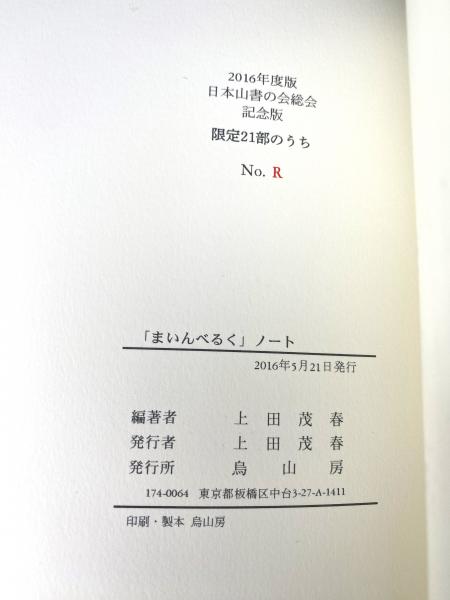 2016年度版
日本山書の会総会
記念版
限定21部のうち
No. R
「まいんべるく」ノート
2016年5月21日発行
編著者 上田茂春
発行者 上田茂春
発行所 烏山房
174-0064 東京都板橋区中台3-27-A-1411
印刷・製本 烏山房